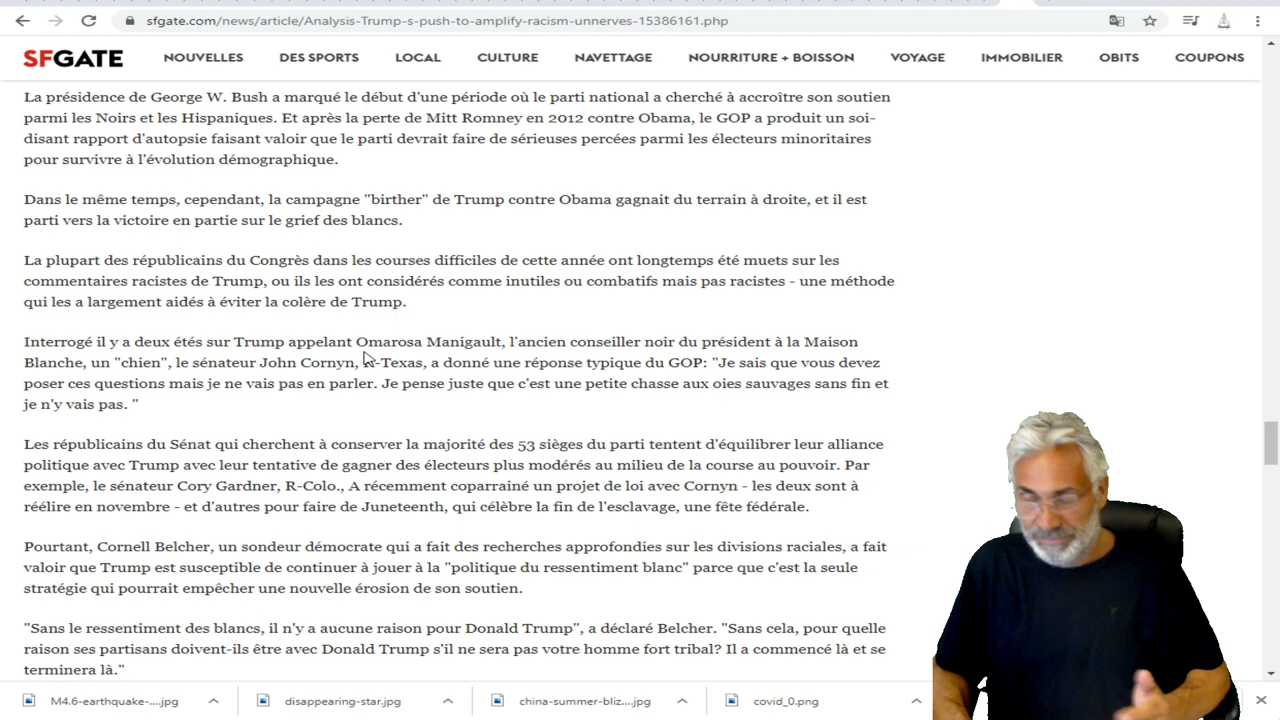 sfgate.com/news/article/Analysis-Trump-s-push-to-amplify-racism-unnerves-15386161.php
SFGATE NOUVELLES DES SPORTS LOCAL CULTURE NAVETTAGE NOURRITURE + BOISSON VOYAGE IMMOBILIER OBITS COUPONS
La présidence de George W. Bush a marqué le début d'une période où le parti national a cherché à accroître son soutien
parmi les Noirs et les Hispaniques. Et après la perte de Mitt Romney en 2012 contre Obama, le GOP a produit un soi-
disant rapport d'autopsie faisant valoir que le parti devrait faire de sérieuses percées parmi les électeurs minoritaires
pour survivre à l'évolution démographique.
Dans le même temps, cependant, la campagne "birther" de Trump contre Obama gagnait du terrain à droite, et il est
parti vers la victoire en partie sur le grief des blancs.
La plupart des républicains du Congrès dans les courses difficiles de cette année ont longtemps été muets sur les
commentaires racistes de Trump, ou ils les ont considérés comme inutiles ou combatifs mais pas racistes - une méthode
qui les a largement aidés à éviter la colère de Trump.
Interrogé il y a deux étés sur Trump appelant Omarosa Manigault, l'ancien conseiller noir du président à la Maison
Blanche, un "chien", le sénateur John Cornyn, -Texas, a donné une réponse typique du GOP: "Je sais que vous devez
poser ces questions mais je ne vais pas en parler. Je pense juste que c'est une petite chasse aux oies sauvages sans fin et
je n'y vais pas. "
Les républicains du Sénat qui cherchent à conserver la majorité des 53 sièges du parti tentent d'équilibrer leur alliance
politique avec Trump avec leur tentative de gagner des électeurs plus modérés au milieu de la course au pouvoir. Par
exemple, le sénateur Cory Gardner, R-Colo., A récemment coparrainé un projet de loi avec Cornyn - les deux sont à
réélire en novembre - et d'autres pour faire de Juneteenth, qui célèbre la fin de l'esclavage, une fête fédérale.
Pourtant, Cornell Belcher, un sondeur démocrate qui a fait des recherches approfondies sur les divisions raciales, a fait
valoir que Trump est susceptible de continuer à jouer à la "politique du ressentiment blanc" parce que c'est la seule
stratégie qui pourrait empêcher une nouvelle érosion de son soutien.
"Sans le ressentiment des blancs, il n'y a aucune raison pour Donald Trump", a déclaré Belcher. "Sans cela, pour quelle
raison ses partisans doivent-ils être avec Donald Trump s'il ne sera pas votre homme fort tribal? Il a commencé là et se
terminera là."
M4.6-earthquake-....jpg disappearing-star.jpg china-summer-bliz....jpg covid_0.png